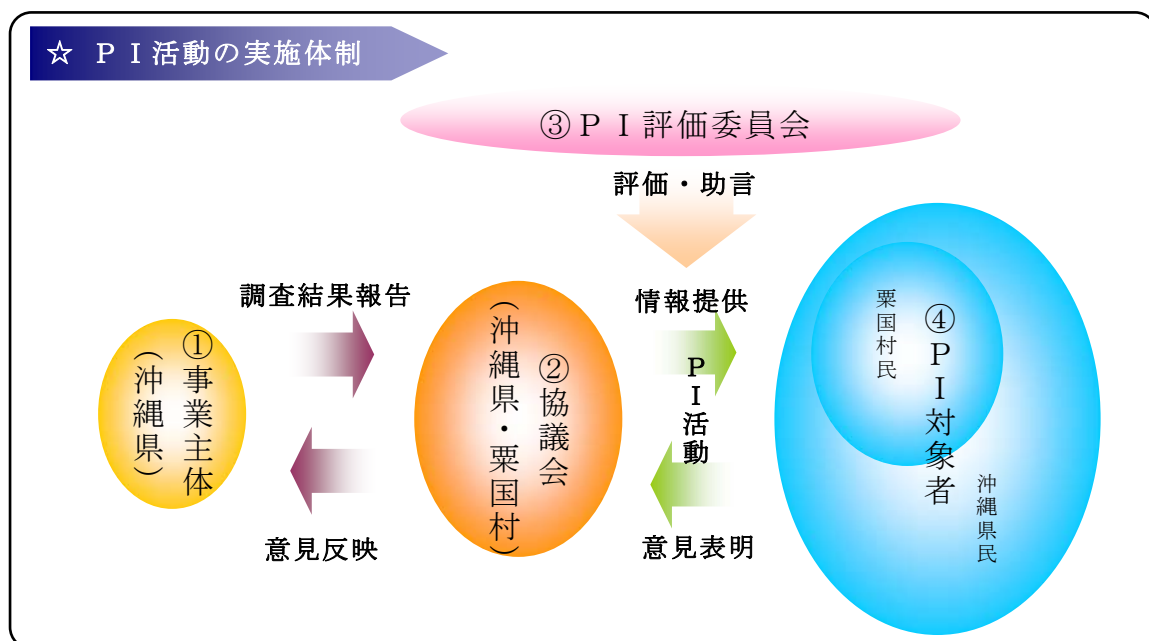 ☆ ＰＩ活動の実施体制
③ＰＩ評価委員会
評価・助言
調査結果報告
情報提供
①事業主体
（沖縄県）
②協議会
（沖縄県・粟国村）
ＰＩ活動
④ＰＩ対象者
粟国村民
沖縄県民
意見反映
意見表明